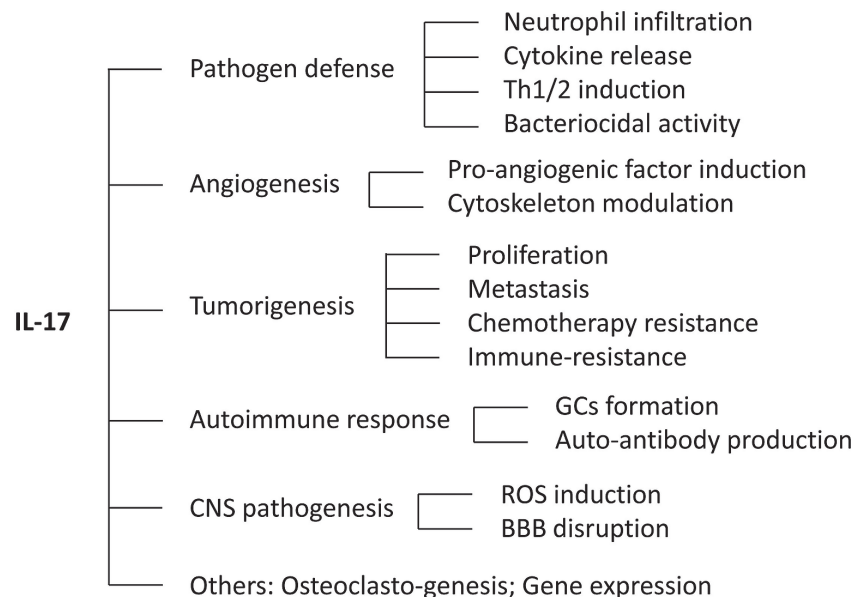 IL-17
Pathogen defense
Neutrophil infiltration
Cytokine release
Th1/2 induction
Bacteriocidal activity
Angiogenesis
Pro-angiogenic factor induction
Cytoskeleton modulation
Tumorigenesis
Proliferation
Metastasis
Chemotherapy resistance
Immune-resistance
Autoimmune response
GCs formation
Auto-antibody production
CNS pathogenesis
ROS induction
BBB disruption
Others: Osteoclasto-genesis; Gene expression